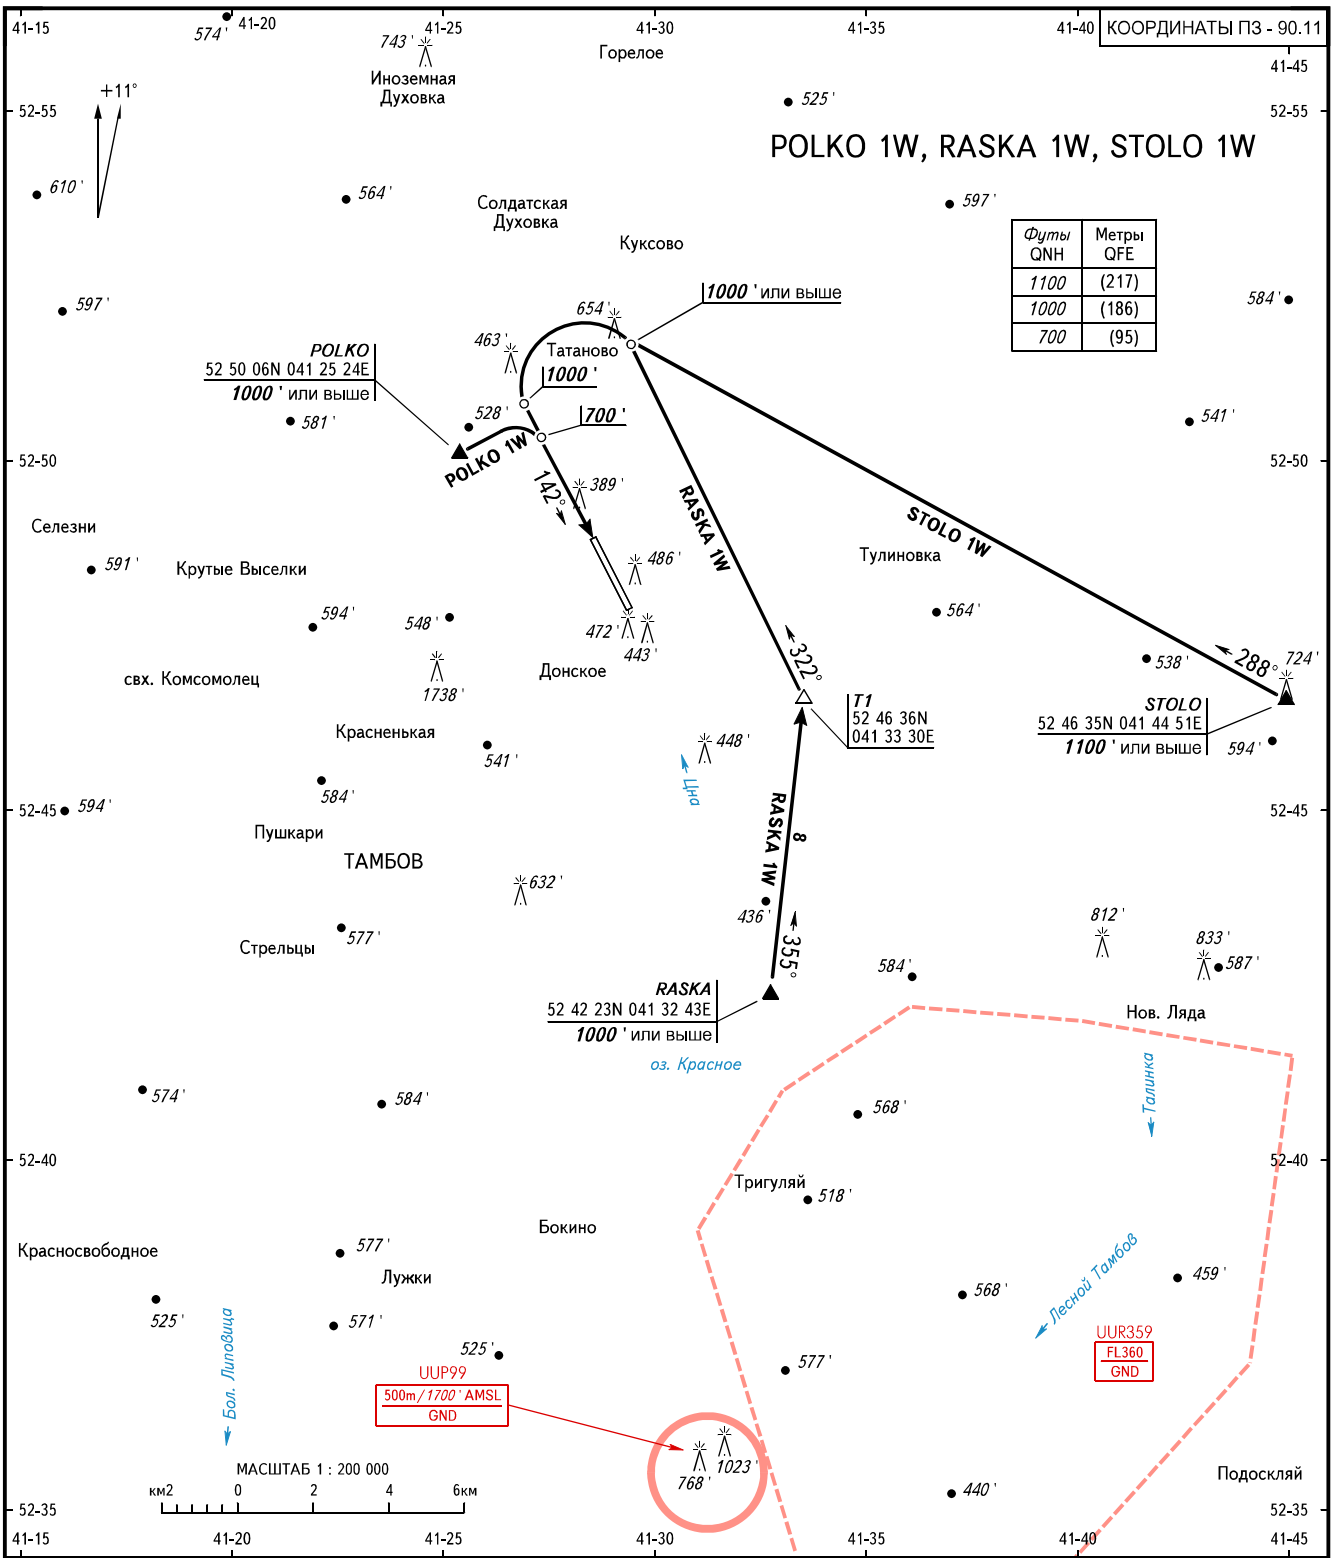 41-15
41-20
41-25
41-30
41-35
41-40
КООРДИНАТЫ ПЗ - 90.11
41-45
574'
743'
Иноземная
Духовка
Горелое
+11°
52-55
525'
52-55
POLKO 1W, RASKA 1W, STOLO 1W
610'
564'
Солдатская
Духовка
Куксово
597'
Футы
QNH
Метры
QFE
1100
(217)
1000
(186)
700
(95)
597'
584'
1000' или выше
654'
463'
Татаново
POLKO
52 50 06N 041 25 24E
1000' или выше
1000'
700'
581'
528'
541'
52-50
POLKO 1W
52-50
142°
389'
RASKA 1W
STOLO 1W
Селезни
Тулиновка
591'
Крутые Выселки
486'
594'
548'
472'
443'
564'
свх. Комсомолец
1738'
Донское
322°
538'
288°
724'
T1
52 46 36N
041 33 30E
STOLO
52 46 35N 041 44 51E
1100' или выше
594'
Красненькая
541'
448'
Цна
584'
594'
52-45
52-45
Пушкари
ТАМБОВ
RASKA 1W
8
632'
436'
577'
Стрельцы
355°
812'
833'
587'
584'
RASKA
52 42 23N 041 32 43E
1000' или выше
Нов. Ляда
оз. Красное
Талинка
574'
584'
568'
52-40
52-40
Тригуляй
518'
Бокино
Красносвободное
577'
Лужки
Лесной Тамбов
459'
568'
525'
571'
Бол. Липовица
525'
577'
UUR359
FL360
GND
UUP99
500m/1700' AMSL
GND
768'
1023'
440'
Подоскляй
МАСШТАБ 1 : 200 000
км2
0
2
4
6км
52-35
52-35
41-15
41-20
41-25
41-30
41-35
41-40
41-45